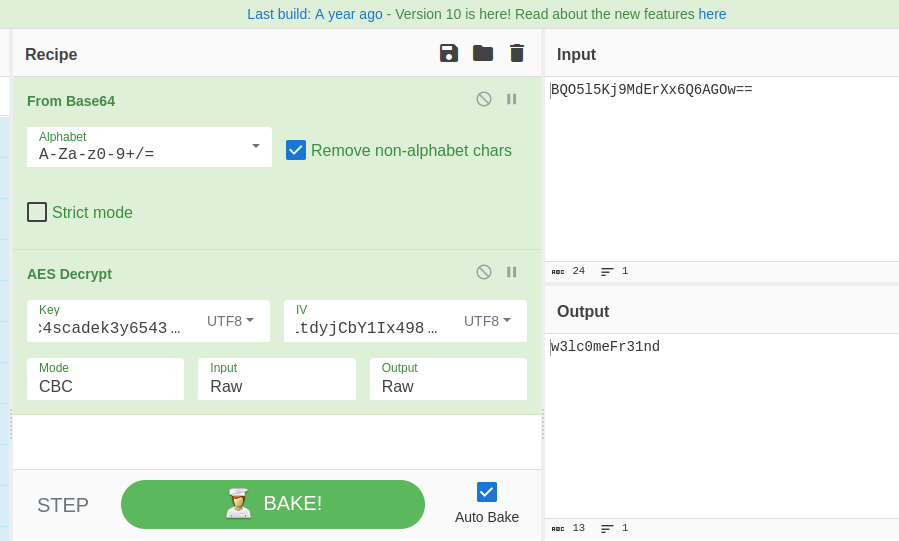 Last build: A year ago - Version 10 is here! Read about the new features here
Recipe
From Base64
Alphabet
A-Za-z0-9+/=
Remove non-alphabet chars
Strict mode
AES Decrypt
Key
:4scadek3y6543…
UTF8
IV
tdyjCbY1Ix498…
UTF8
Mode
CBC
Input
Raw
Output
Raw
STEP
BAKE!
Auto Bake
Input
BQO5l5Kj9MdErXx6Q6AGOw==
ABC 24 1
Output
w3lc0meFr31nd
ABC 13 1